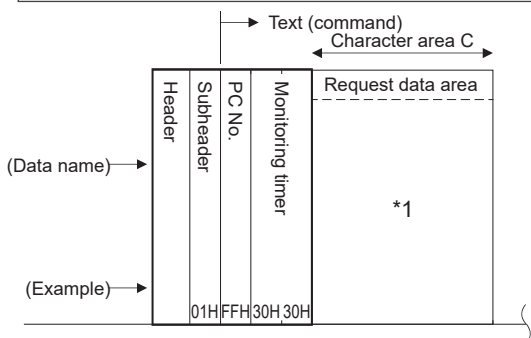 Text (command)
Character area C
Header
Subheader
PC No.
Monitoring timer
Request data area
(Data name)
*1
(Example)
01H FFH 30H 30H